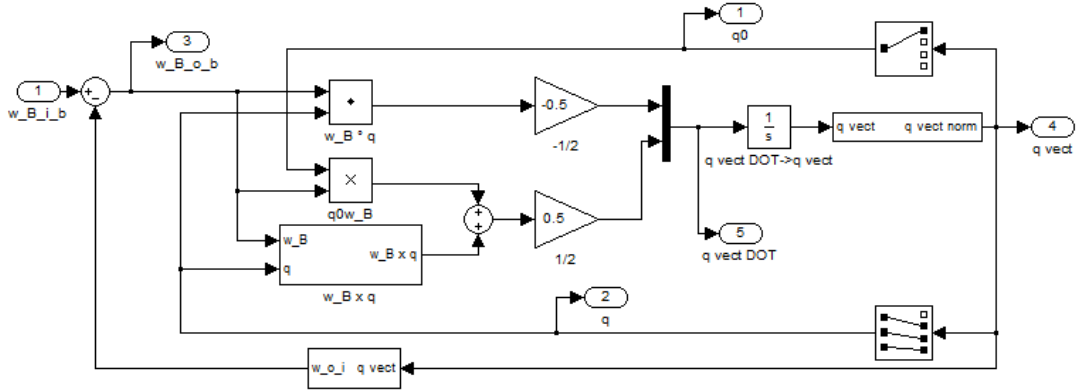 1
q0
3
w_B_o_b
1
w_B_i_b
w_B * q
-0.5
-1/2
1
s
q vect DOT->q vect
q vect q vect norm
4
q vect
×
q0w_B
w_B
q
w_B x q
w_B x q
0.5
1/2
5
q vect DOT
2
q
w_o_i q vect